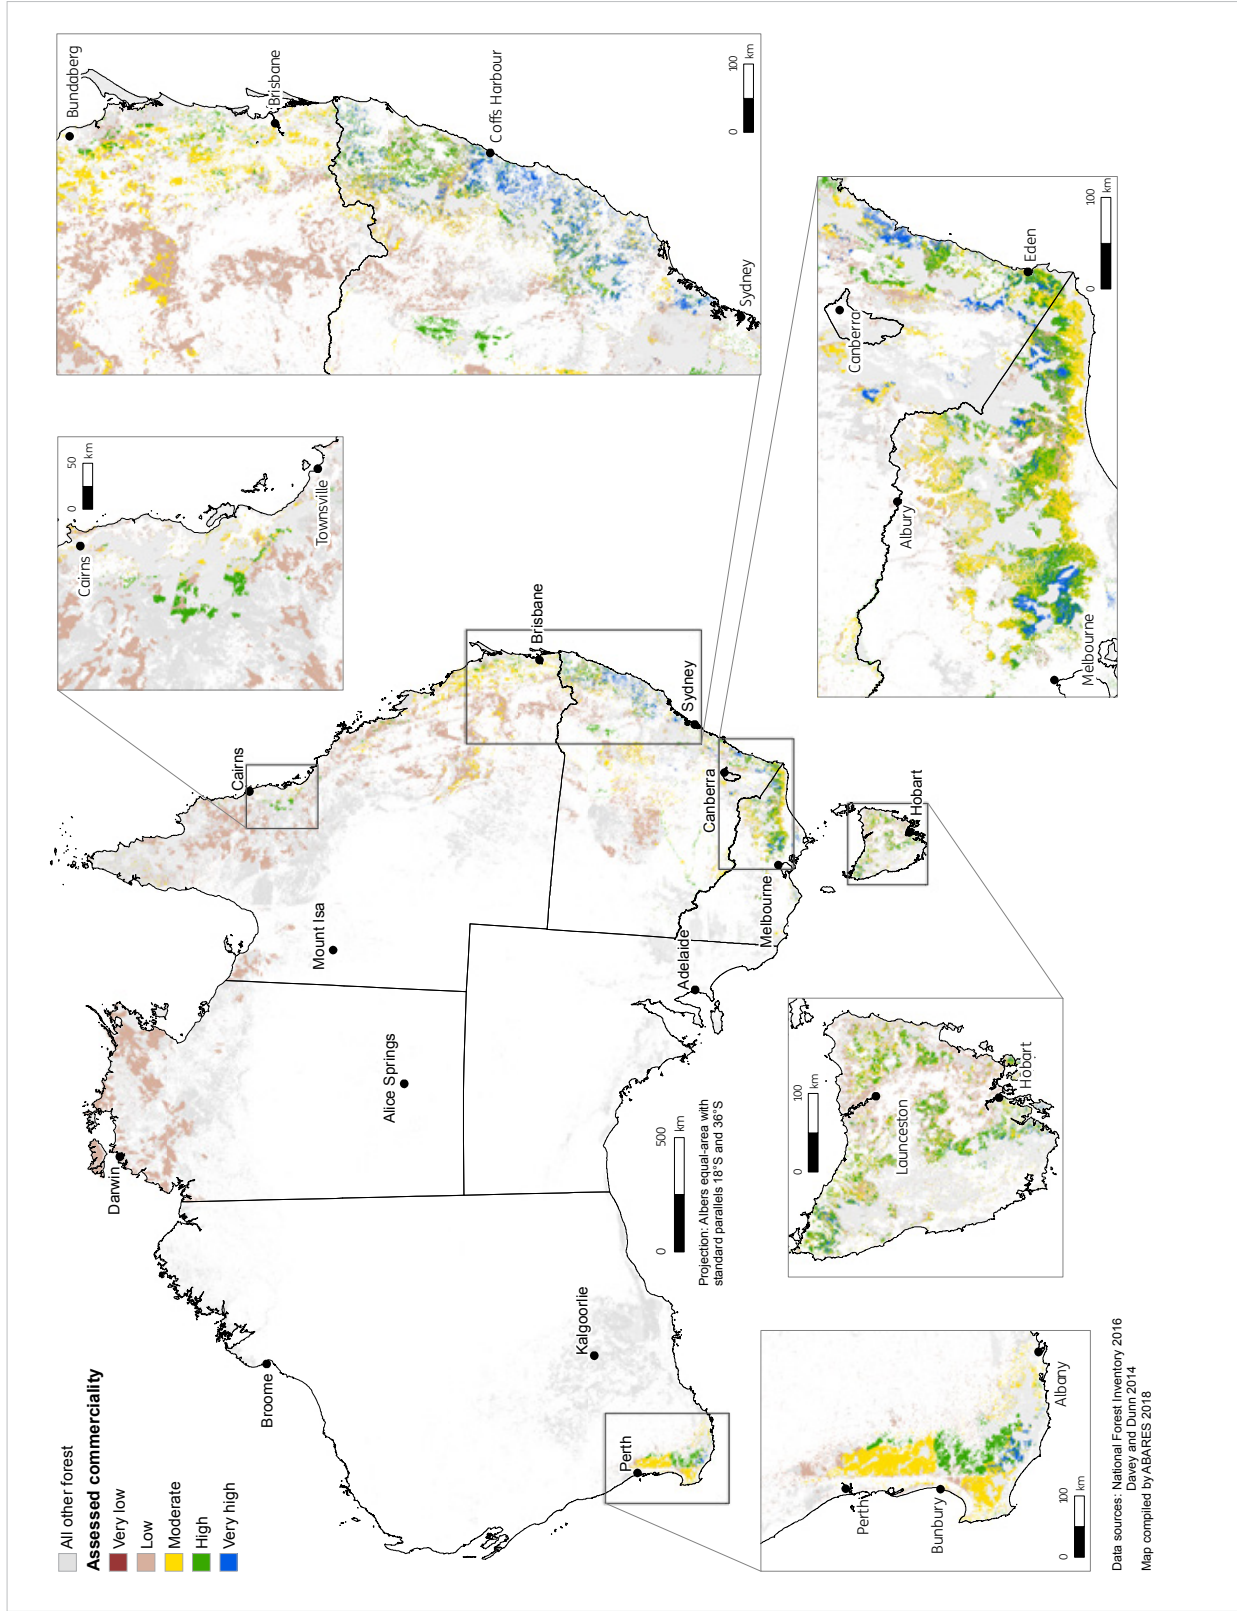 All other forest
Assessed commerciality
Very low
Low
Moderate
High
Very high
Broome
Darwin
Alice Springs
Mount Isa
Cairns
Brisbane
Sydney
Canberra
Melbourne
Adelaide
Hobart
Kalgoorlie
Perth
0 500
km
Projection: Albers equal-area with
standard parallels 18°S and 36°S
Cairns
Townsville
0 50
km
Bundaberg
Brisbane
Coffs Harbour
Sydney
0 100
km
Canberra
Eden
Albury
Melbourne
0 100
km
Launceston
Hobart
0 100
km
Perth
Bunbury
Albany
0 100
km
Data sources: National Forest Inventory 2016
Davey and Dunn 2014
Map compiled by ABARES 2018